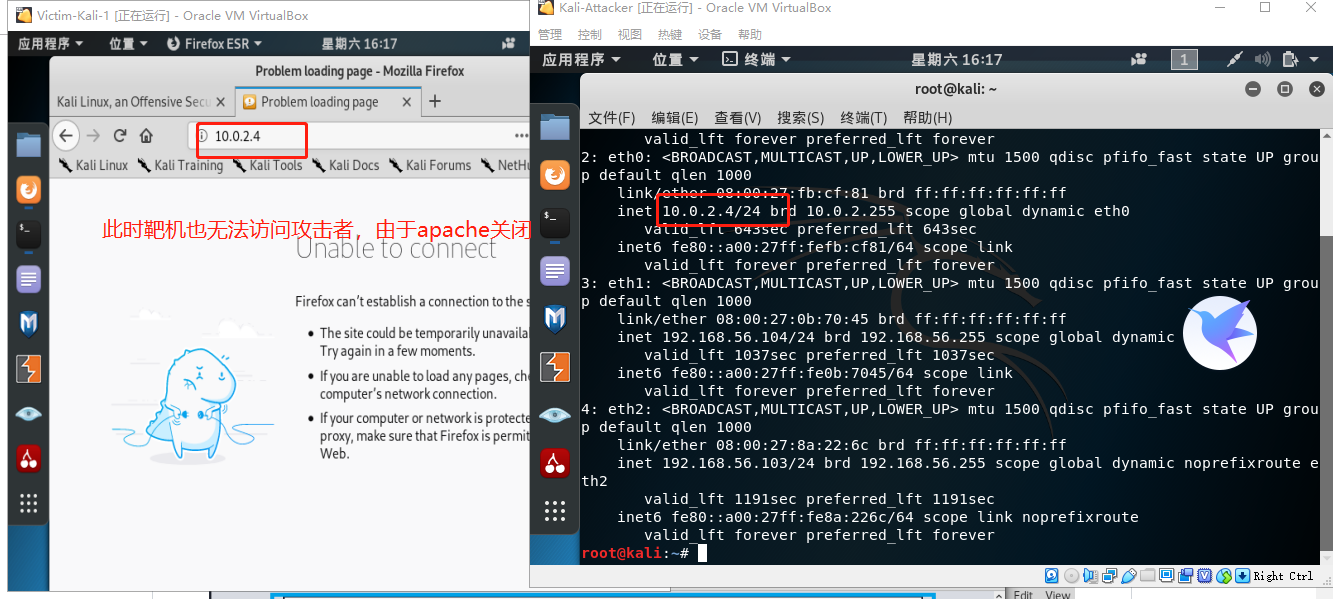 Victim-Kali-1 [正在运行] - Oracle VM VirtualBox
应用程序 位置 Firefox ESR 星期六 16:17
Problem loading page - Mozilla Firefox
Kali Linux, an Offensive Secu Problem loading page
10.0.2.4
Kali Linux Kali Training Kali Tools Kali Docs Kali Forums NetHu
此时靶机也无法访问攻击者，由于apache关闭
Unable to connect
Firefox can’t establish a connection to the s
The site could be temporarily unavaila
Try again in a few moments.
If you are unable to load any pages, che
computer’s network connection.
If your computer or network is protecte
proxy, make sure that Firefox is permit
Web.
Kali-Attacker [正在运行] - Oracle VM VirtualBox
管理 控制 视图 热键 设备 帮助
应用程序 位置 终端 星期六 16:17 1
root@kali: ~
文件(F) 编辑(E) 查看(V) 搜索(S) 终端(T) 帮助(H)
valid_lft forever preferred_lft forever
2: eth0: <BROADCAST,MULTICAST,UP,LOWER_UP> mtu 1500 qdisc pfifo_fast state UP grou
p default qlen 1000
link/ether 08:00:27:fb:cf:81 brd ff:ff:ff:ff:ff:ff
inet 10.0.2.4/24 brd 10.0.2.255 scope global dynamic eth0
valid_lft 643sec preferred_lft 643sec
inet6 fe80::a00:27ff:fefb:cf81/64 scope link
valid_lft forever preferred_lft forever
3: eth1: <BROADCAST,MULTICAST,UP,LOWER_UP> mtu 1500 qdisc pfifo_fast state UP grou
p default qlen 1000
link/ether 08:00:27:0b:70:45 brd ff:ff:ff:ff:ff:ff
inet 192.168.56.104/24 brd 192.168.56.255 scope global dynamic
valid_lft 1037sec preferred_lft 1037sec
inet6 fe80::a00:27ff:fe0b:7045/64 scope link
valid_lft forever preferred_lft forever
4: eth2: <BROADCAST,MULTICAST,UP,LOWER_UP> mtu 1500 qdisc pfifo_fast state UP grou
p default qlen 1000
link/ether 08:00:27:8a:22:6c brd ff:ff:ff:ff:ff:ff
inet 192.168.56.103/24 brd 192.168.56.255 scope global dynamic noprefixroute e
th2
valid_lft 1191sec preferred_lft 1191sec
inet6 fe80::a00:27ff:fe8a:226c/64 scope link noprefixroute
valid_lft forever preferred_lft forever
root@kali:~#
Right Ctrl
Edit View